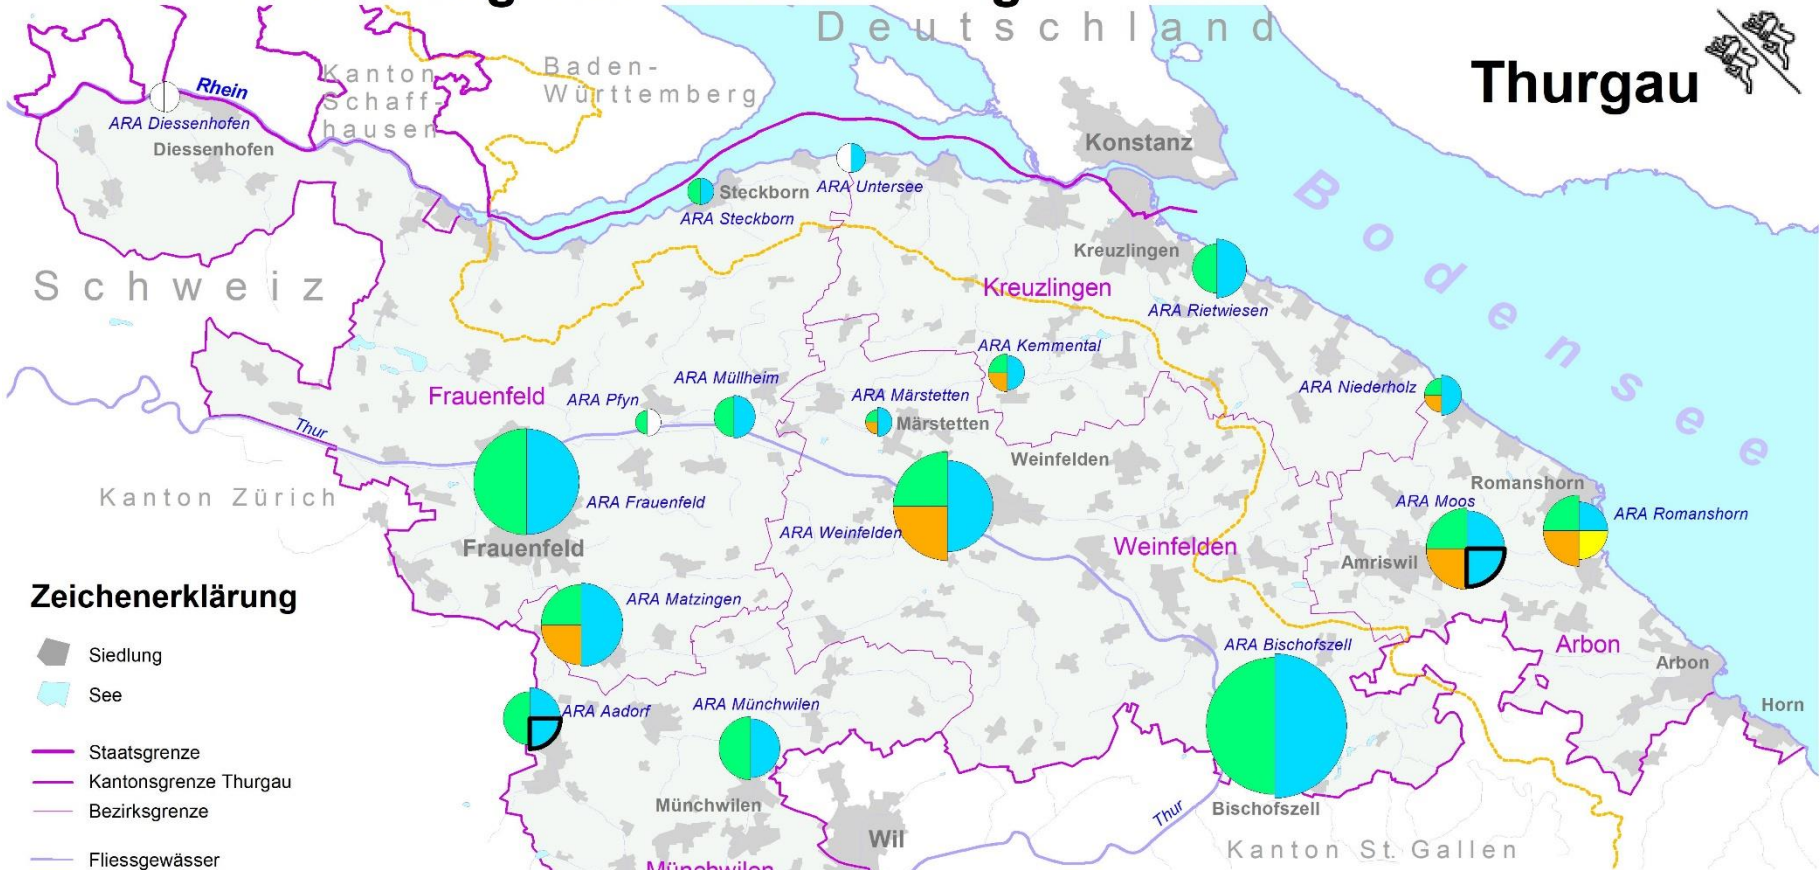 Deutschland
Thurgau
Kanton
Schaff-
hausen
Baden-
Württemberg
Rhein
ARA Diessenhofen
Diessenhofen
Konstanz
Steckborn
ARA Untersee
ARA Steckborn
Bodensee
Kreuzlingen
Schweiz
Kreuzlingen
ARA Rietwiesen
ARA Kemmental
ARA Müllheim
ARA Niederholz
Frauenfeld
ARA Pfyn
ARA Märstetten
Märstetten
Thur
Weinfelden
Kanton Zürich
ARA Frauenfeld
Romanshorn
ARA Moos
ARA Romanshorn
ARA Weinfelden
Frauenfeld
Weinfelden
Amriswil
Zeichenerklärung
ARA Matzingen
ARA Bischofszell
Arbon
Siedlung
Arbon
See
ARA Aadorf
ARA Münchwilen
Horn
Staatsgrenze
Kantonsgrenze Thurgau
Bezirksgrenze
Münchwilen
Bischofszell
Thur
Wil
Kanton St. Gallen
Fliessgewässer
Münchwilen